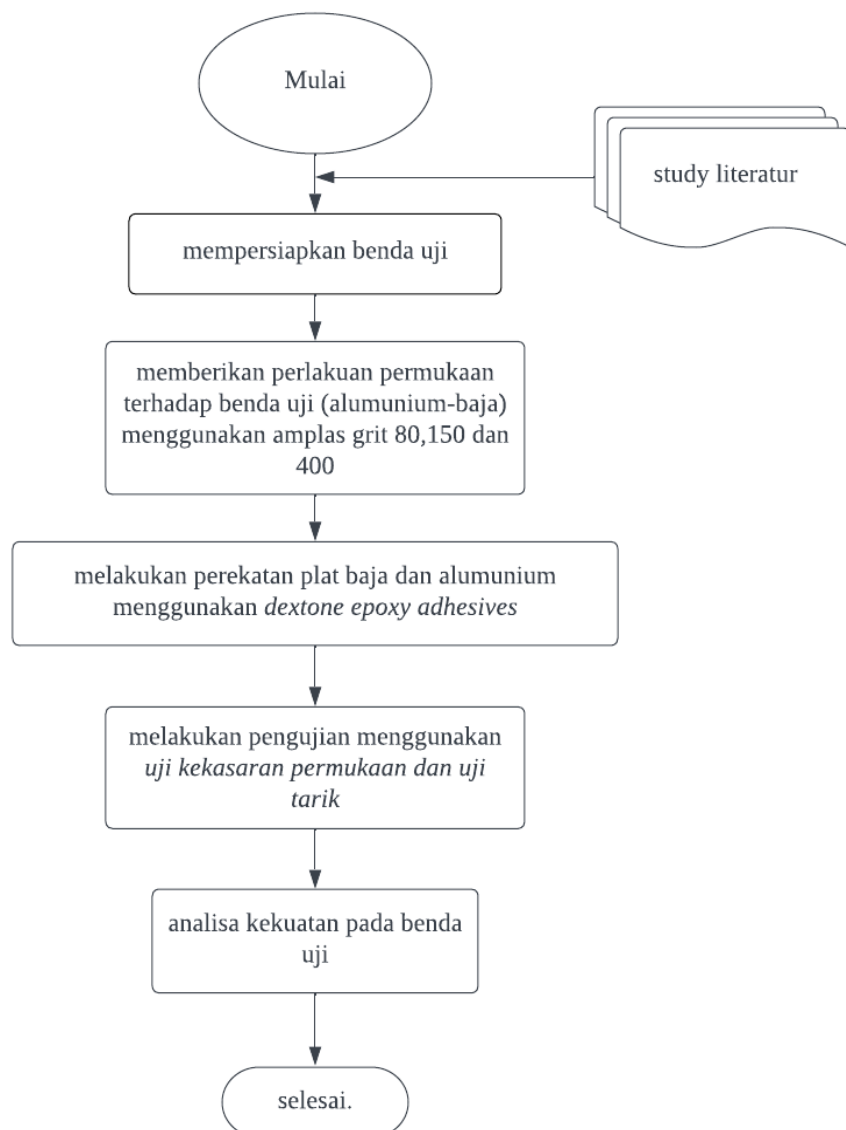 Mulai
study literatur
mempersiapkan benda uji
memberikan perlakuan permukaan
terhadap benda uji (alumunium-baja)
menggunakan amplas grit 80,150 dan
400
melakukan perekatan plat baja dan alumunium
menggunakan dextone epoxy adhesives
melakukan pengujian menggunakan
uji kekasaran permukaan dan uji
tarik
analisa kekuatan pada benda
uji
selesai.